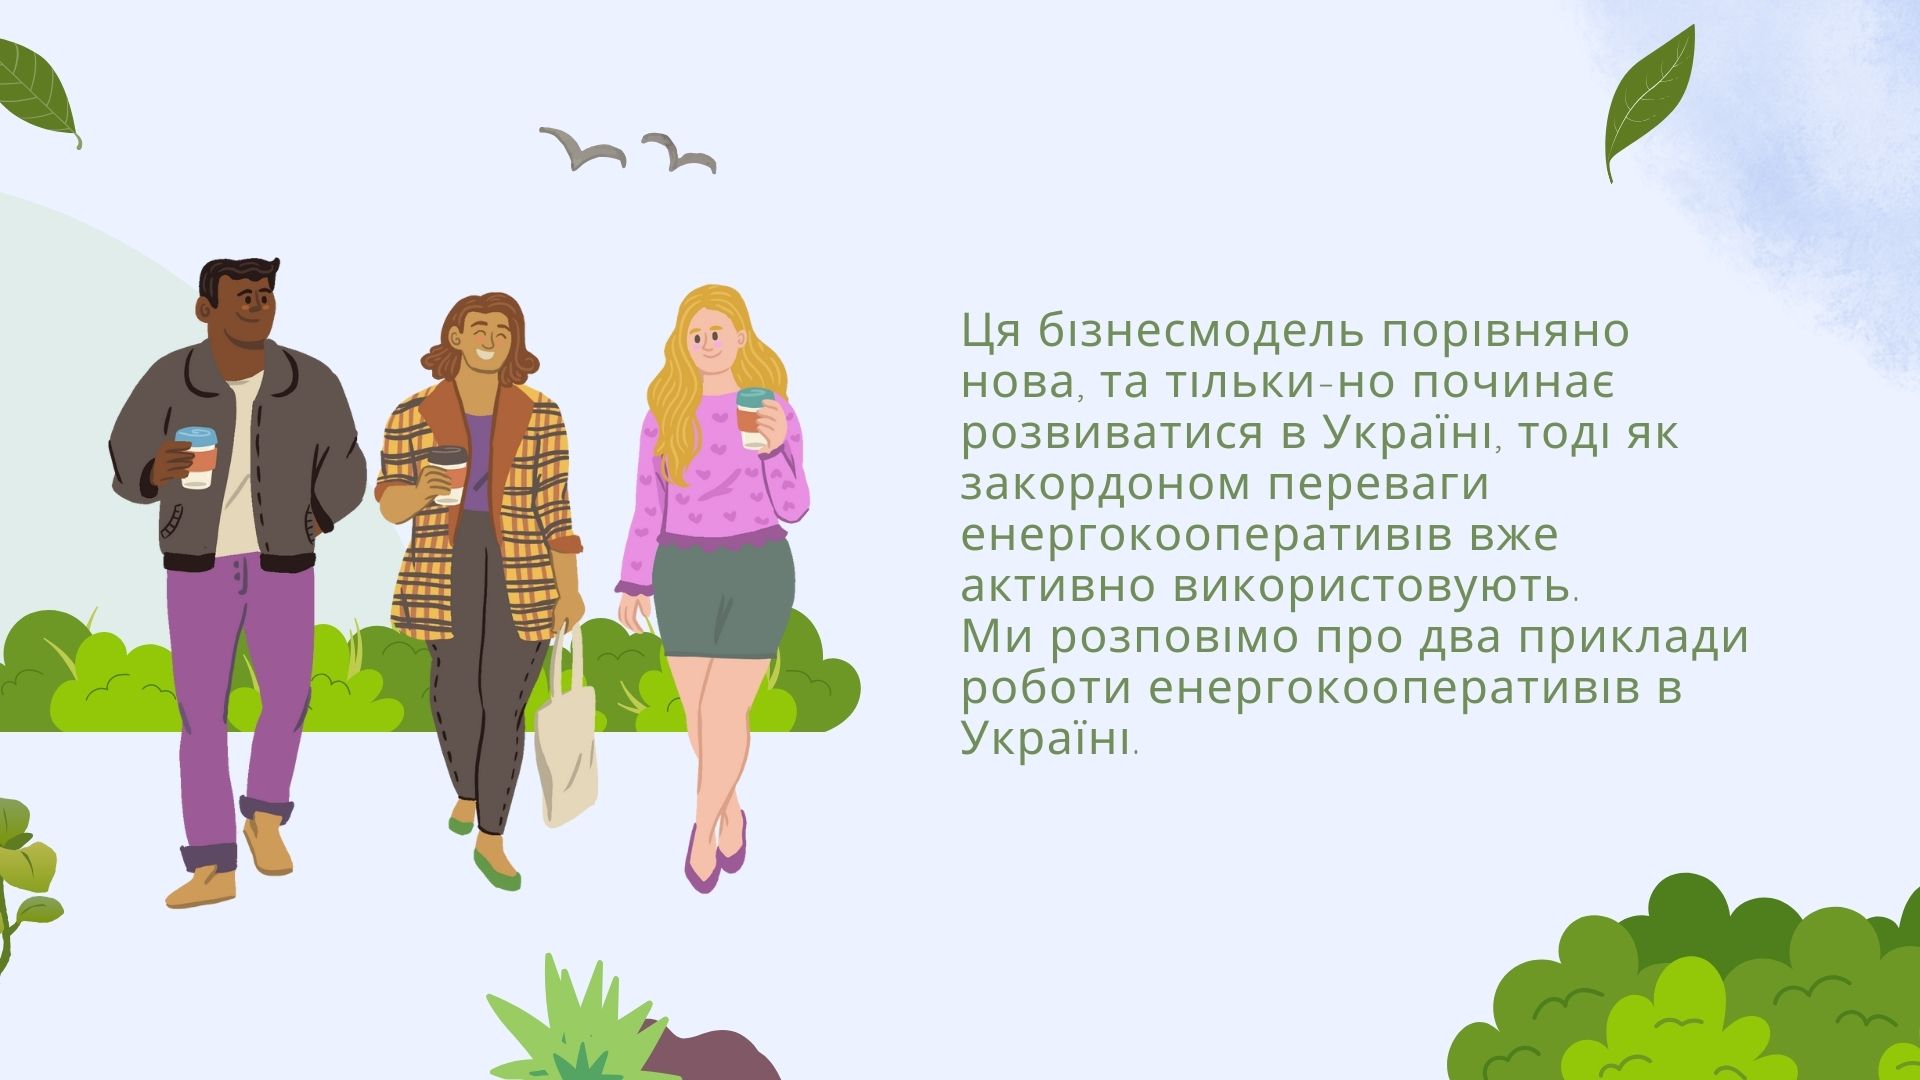 Ця бізнесмодель порівняно
нова, та тільки-но починає
розвиватися в Україні, тоді як
закордоном переваги
енергокооперативів вже
активно використовують.
Ми розповімо про два приклади
роботи енергокооперативів в
Україні.